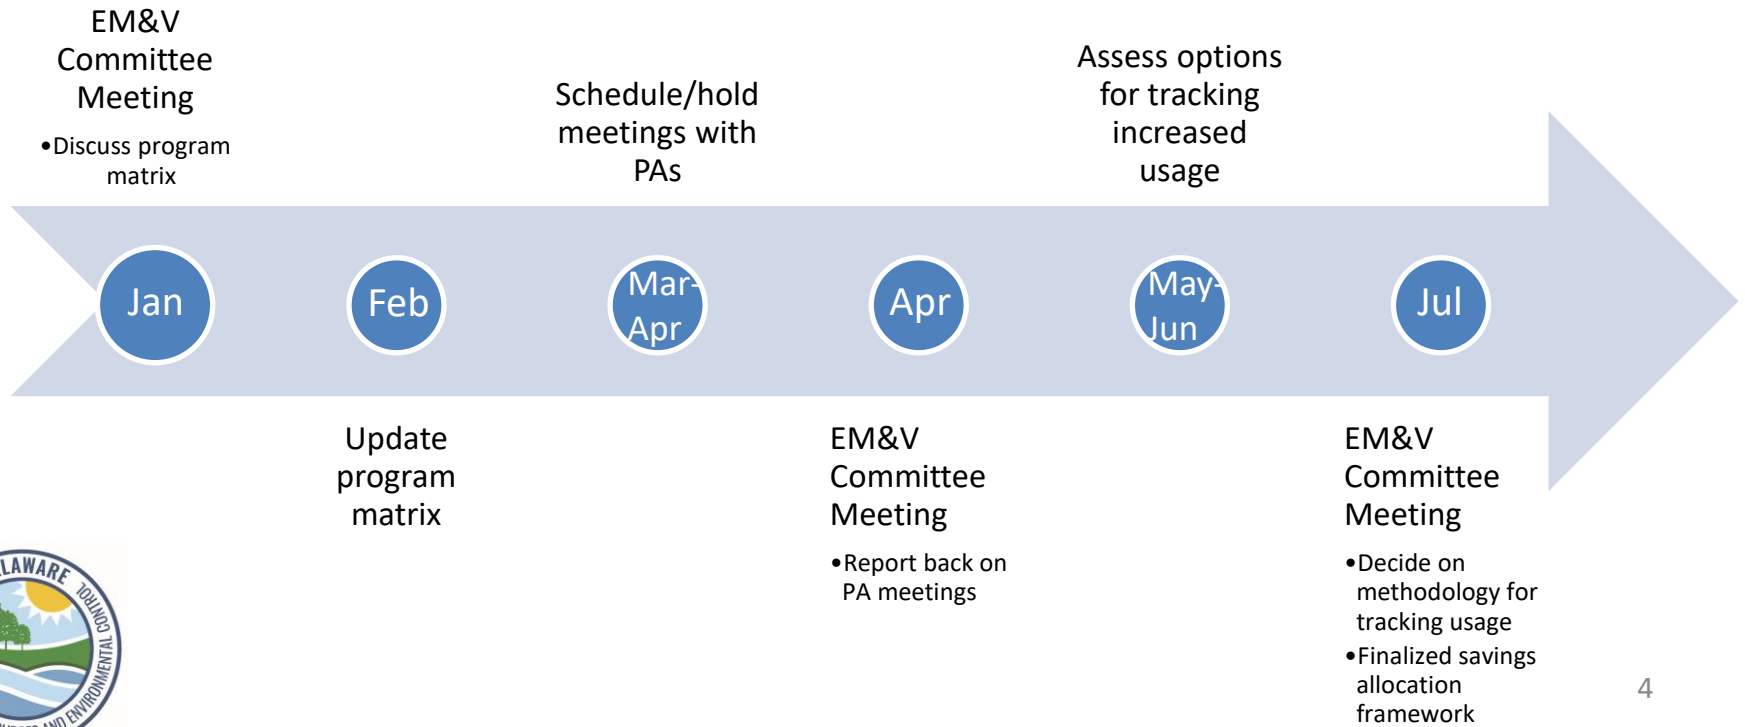 EM&V
Committee
Meeting
•Discuss program
matrix
Schedule/hold
meetings with
PAs
Assess options
for tracking
increased
usage
Jan
Feb
Mar-
Apr
Apr
May-
Jun
Jul
Update
program
matrix
EM&V
Committee
Meeting
•Report back on
PA meetings
EM&V
Committee
Meeting
•Decide on
methodology for
tracking usage
•Finalized savings
allocation
framework
AND ENVIRONMENTAL CONTROL
4